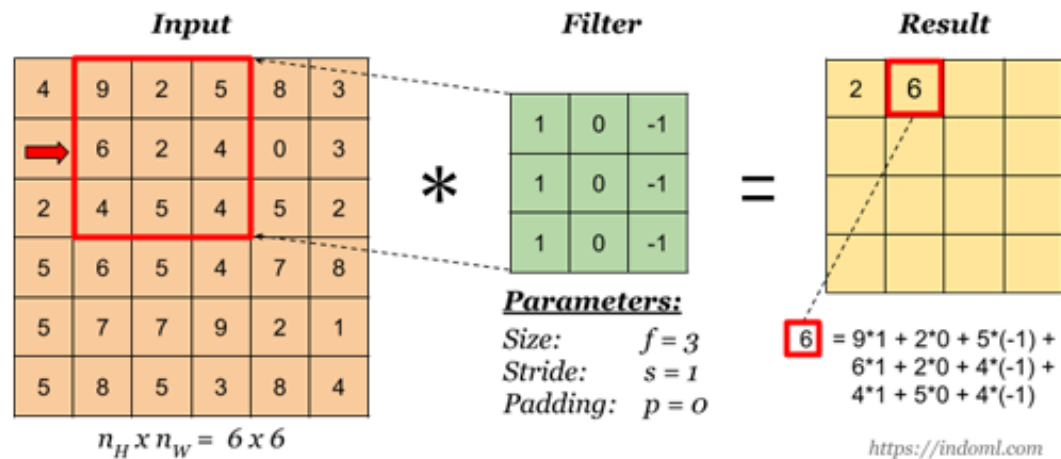 Input
Filter
Result
4 9 2 5 8 3
6 2 4 0 3
2 4 5 4 5 2
5 6 5 4 7 8
5 7 7 9 2 1
5 8 5 3 8 4
n_H x n_W = 6 x 6
*
1 0 -1
1 0 -1
1 0 -1
Parameters:
Size: f = 3
Stride: s = 1
Padding: p = 0
=
2 6
6 = 9*1 + 2*0 + 5*(-1) +
6*1 + 2*0 + 4*(-1) +
4*1 + 5*0 + 4*(-1)
https://indoml.com